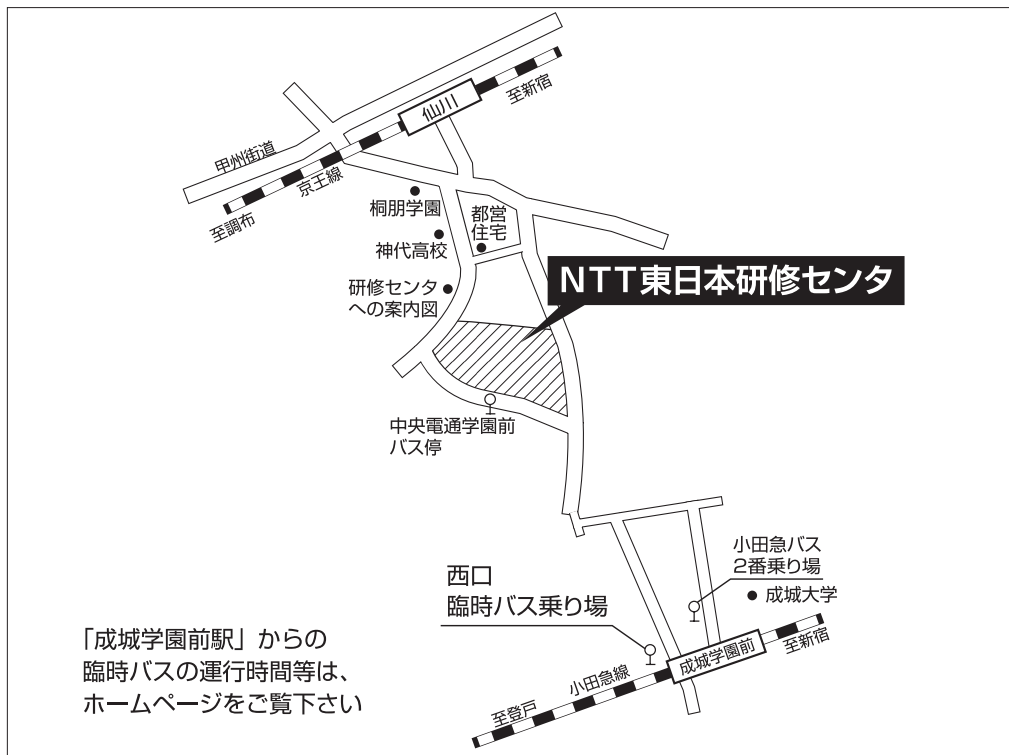 仙川
至新宿
甲州街道
京王線
至調布
桐朋学園
都営
住宅
神代高校
研修センタ
への案内図
NTT東日本研修センタ
中央電通学園前
バス停
小田急バス
2番乗り場
成城大学
西口
臨時バス乗り場
成城学園前
至新宿
小田急線
至登戸
「成城学園前駅」からの
臨時バスの運行時間等は、
ホームページをご覧下さい